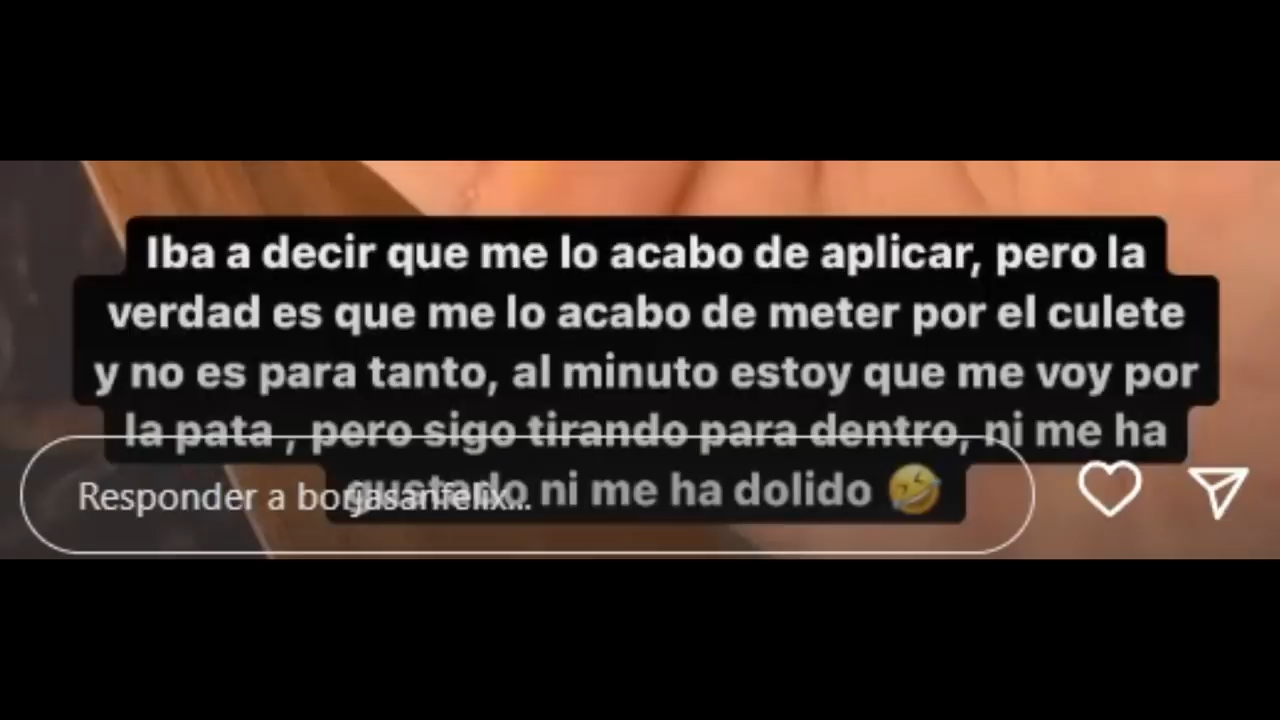 Iba a decir que me lo acabo de aplicar, pero la
verdad es que me lo acabo de meter por el culete
y no es para tanto, al minuto estoy que me voy por
la pata , pero sigo tirando para dentro, ni me ha
gustado ni me ha dolido 🤣
Responder a borjasanfelix...